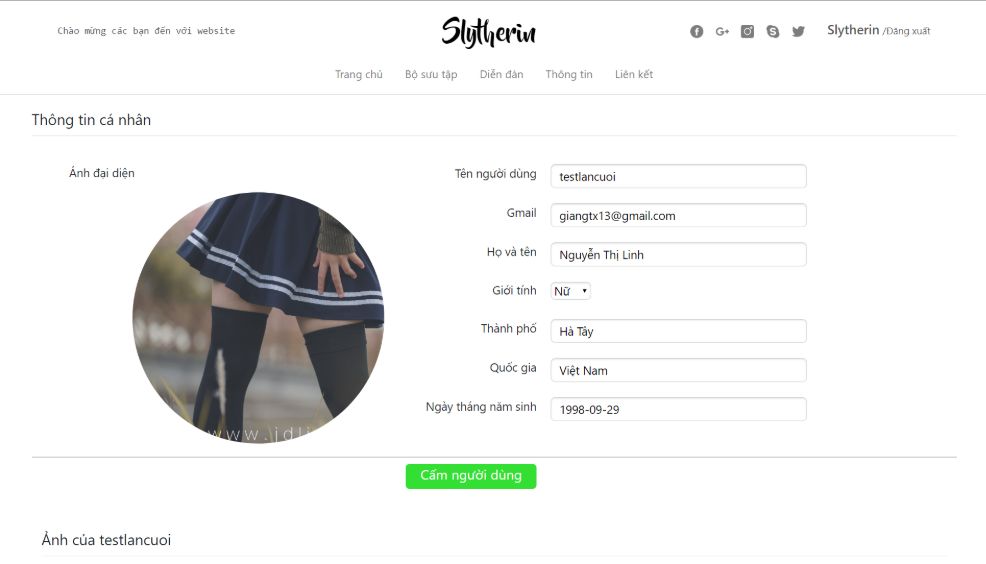 Chào mừng các bạn đến với website
Slytherin
Slytherin /Đăng xuất
Trang chủ Bộ sưu tập Diễn đàn Thông tin Liên kết
Thông tin cá nhân
Ảnh đại diện
Tên người dùng testlancuoi
Gmail giangtx13@gmail.com
Họ và tên Nguyễn Thị Linh
Giới tính Nữ
Thành phố Hà Tây
Quốc gia Việt Nam
Ngày tháng năm sinh 1998-09-29
www.jdli
Cấm người dùng
Ảnh của testlancuoi